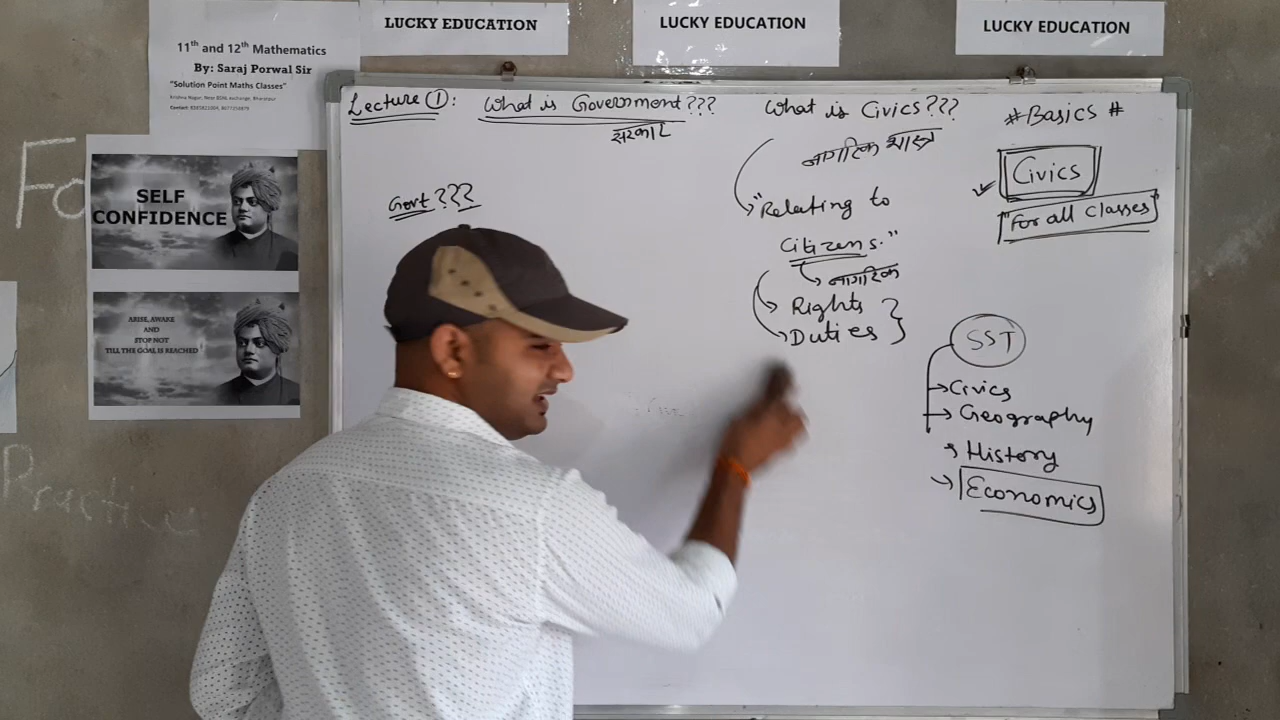 11th and 12th Mathematics
By: Saraj Porwal Sir
"Solution Point Maths Classes"
LUCKY EDUCATION
LUCKY EDUCATION
LUCKY EDUCATION
SELF
CONFIDENCE
ARISE, AWAKE
AND
STOP NOT
TILL THE GOAL IS REACHED
Practice
Lecture ①: What is Government???
सरकार
Govt???
What is Civics???
नागरिक शास्त्र
"Relating to
Citizens."
नागरिक
Rights
Duties
#Basics #
Civics
"For all Classes"
SST
Civics
Geography
History
Economics